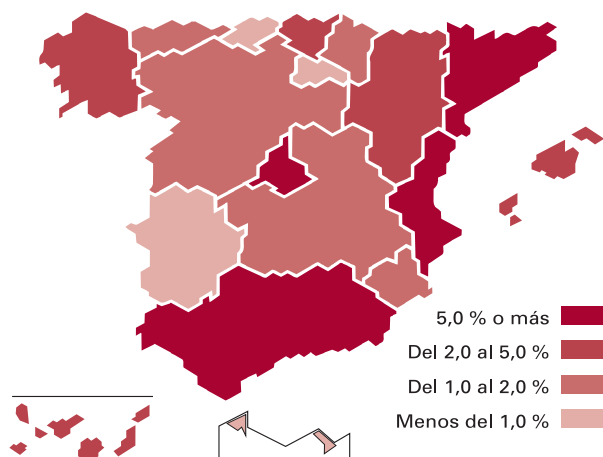 5,0 % o más
Del 2,0 al 5,0 %
Del 1,0 al 2,0 %
Menos del 1,0 %